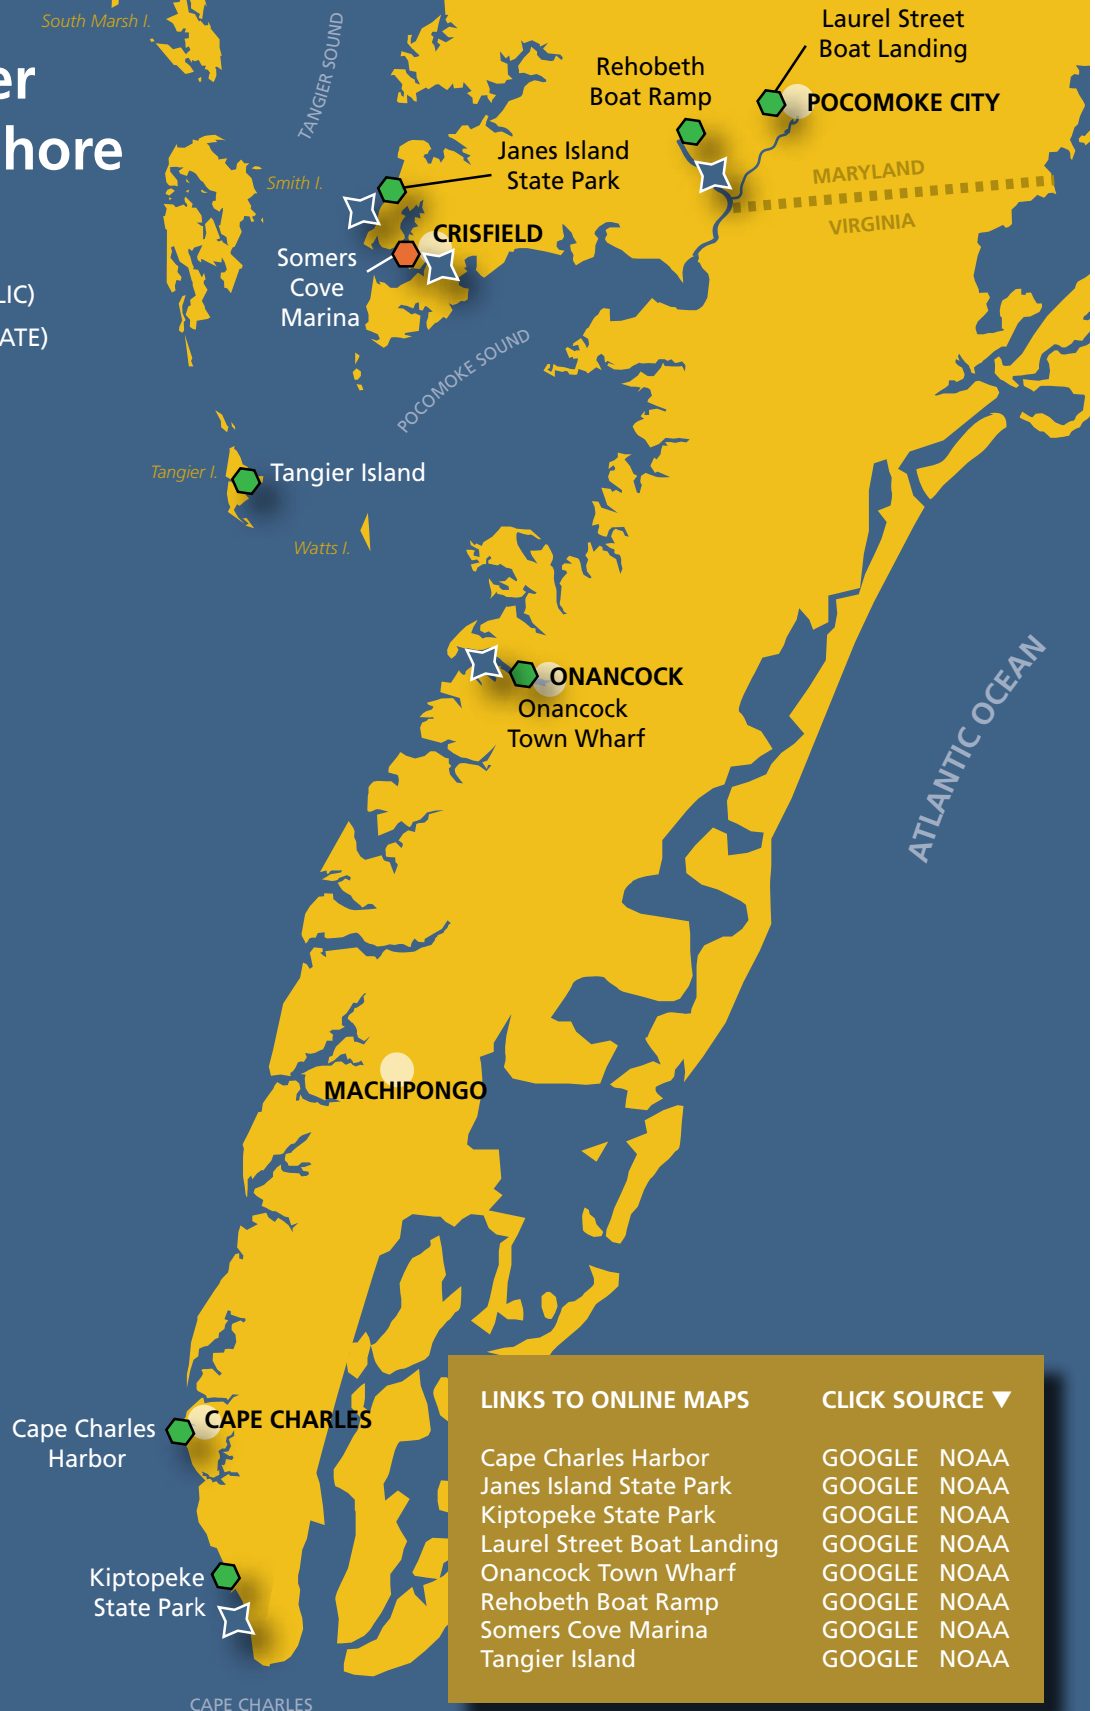 South Marsh I.
er
hore
LIC)
ATE)
TANGIER SOUND
Laurel Street
Boat Landing
Rehobeth
Boat Ramp
POCOMOKE CITY
Janes Island
State Park
Smith I.
MARYLAND
VIRGINIA
CRISFIELD
Somers
Cove
Marina
POCOMOKE SOUND
Tangier I.
Tangier Island
Watts I.
ONANCOCK
Onancock
Town Wharf
ATLANTIC OCEAN
MACHIPONGO
CAPE CHARLES
Cape Charles
Harbor
Kiptopeke
State Park
CAPE CHARLES
LINKS TO ONLINE MAPS CLICK SOURCE ▼
Cape Charles Harbor GOOGLE NOAA
Janes Island State Park GOOGLE NOAA
Kiptopeke State Park GOOGLE NOAA
Laurel Street Boat Landing GOOGLE NOAA
Onancock Town Wharf GOOGLE NOAA
Rehobeth Boat Ramp GOOGLE NOAA
Somers Cove Marina GOOGLE NOAA
Tangier Island GOOGLE NOAA